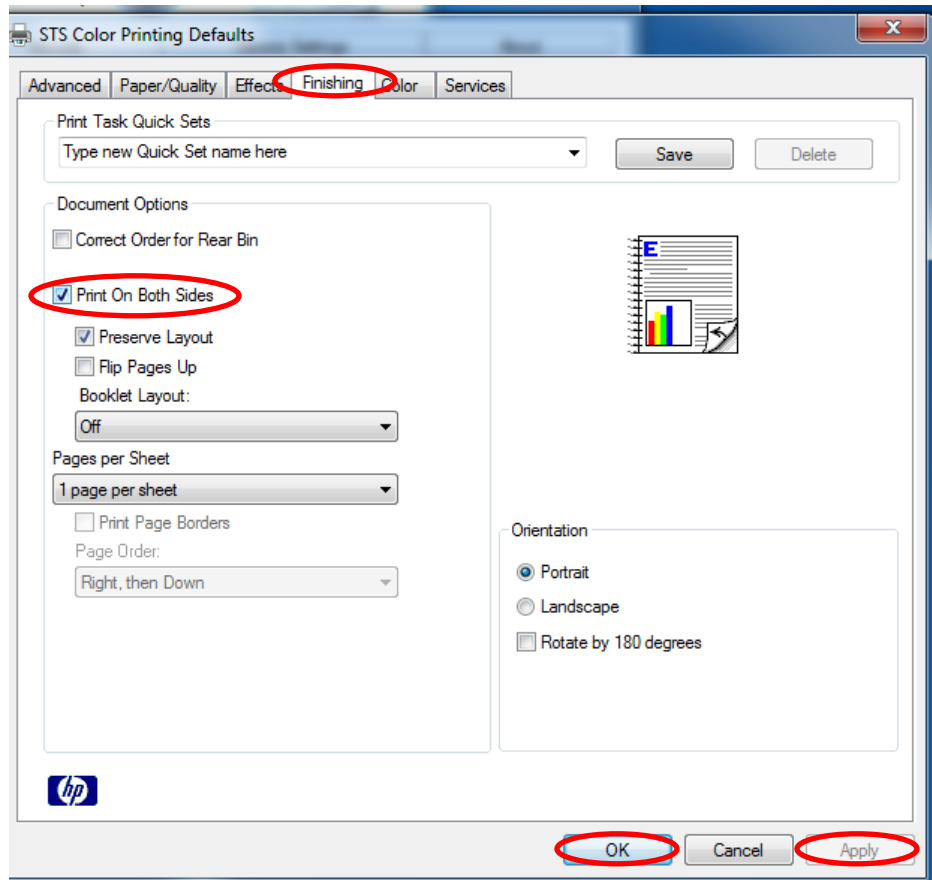 STS Color Printing Defaults
X
Advanced Paper/Quality Effects Finishing Color Services
Print Task Quick Sets
Type new Quick Set name here
Save
Delete
Document Options
Correct Order for Rear Bin
Print On Both Sides
Preserve Layout
Flip Pages Up
Booklet Layout:
Off
Pages per Sheet
1 page per sheet
Print Page Borders
Page Order:
Right, then Down
E
Orientation
Portrait
Landscape
Rotate by 180 degrees
hp
OK
Cancel
Apply